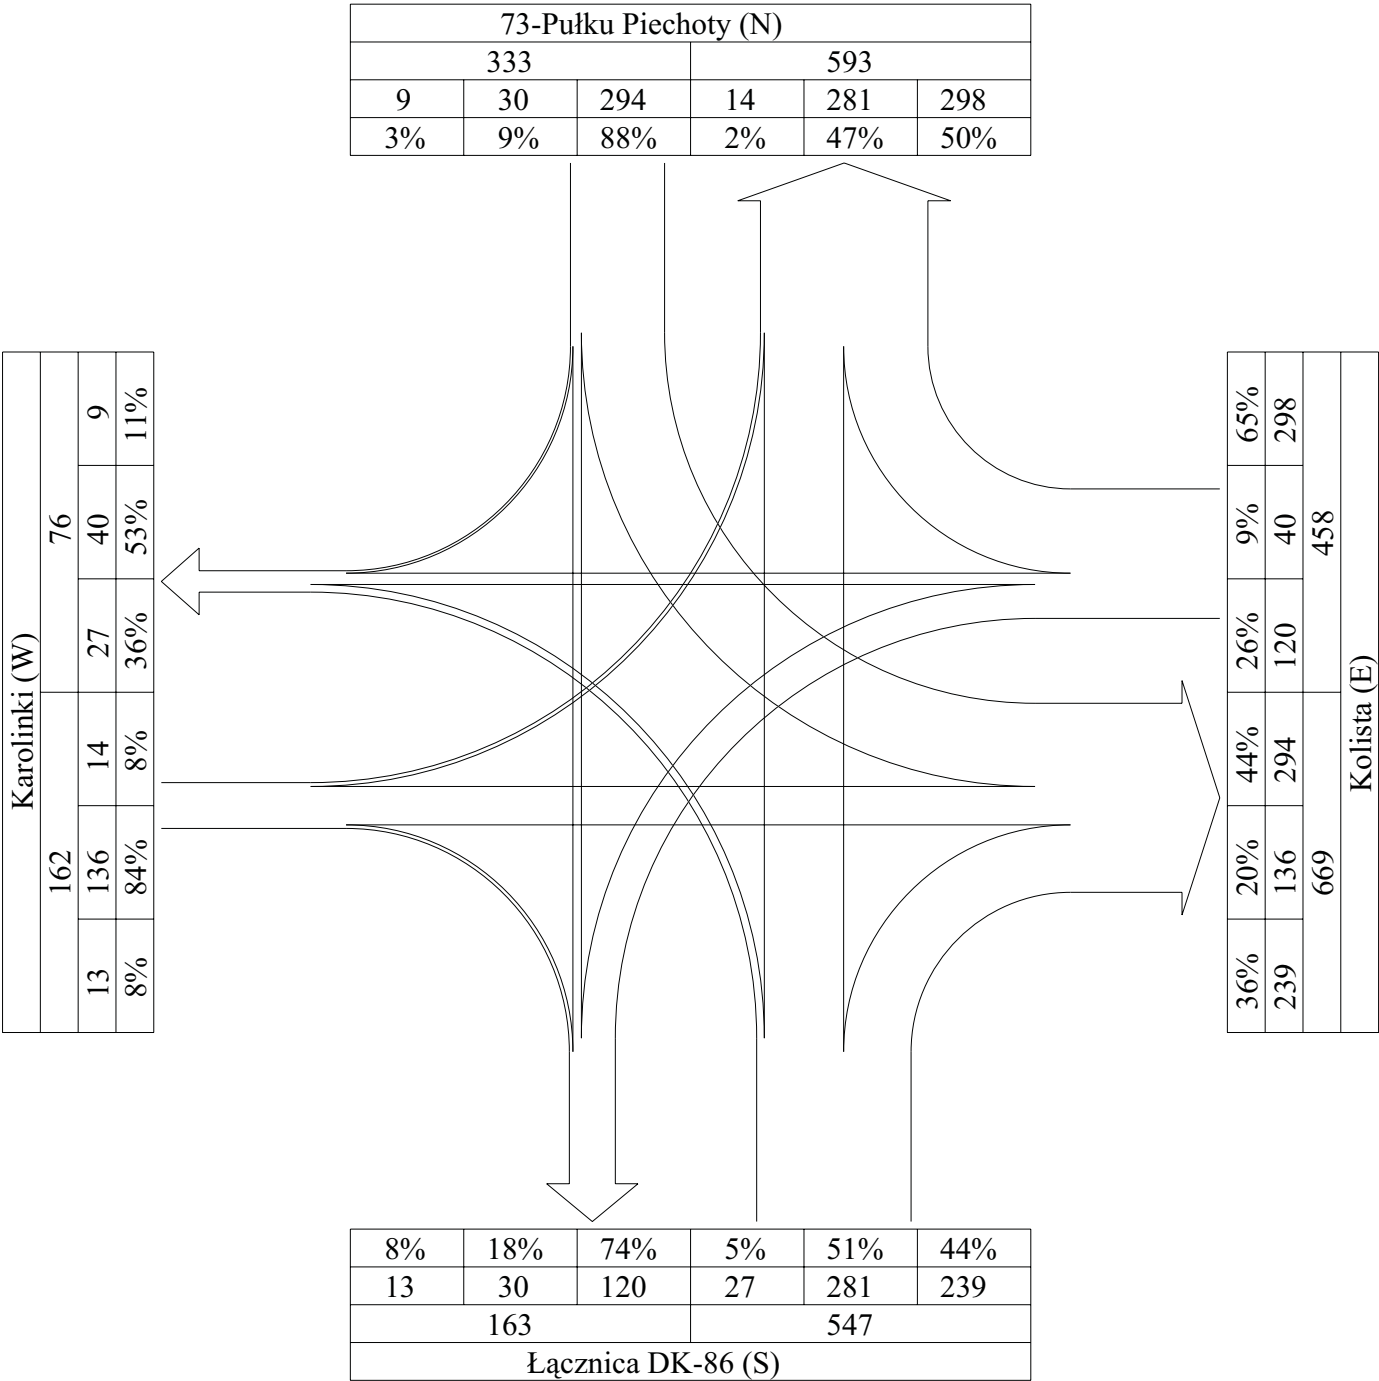 73-Pułku Piechoty (N)
333 593
9 30 294 14 281 298
3% 9% 88% 2% 47% 50%
Karolinki (W)
76 162
9 40 27 14 136 13
11% 53% 36% 8% 84% 8%
65% 9% 26% 44% 20% 36%
298 40 120 294 136 239
458 669
Kolista (E)
8% 18% 74% 5% 51% 44%
13 30 120 27 281 239
163 547
Łącznica DK-86 (S)